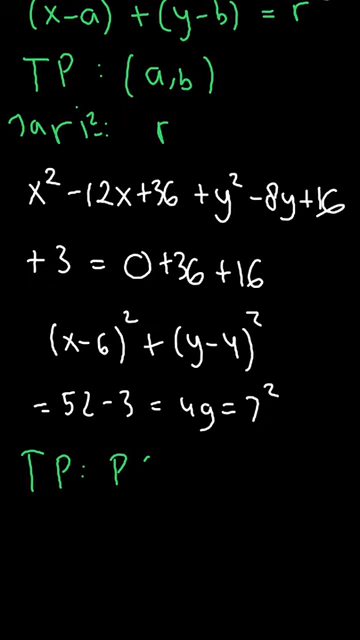 (x-a) + (y-b) = r
TP : (a,b)
Jari²: r
x² - 12x + 36 + y² - 8y + 16
+ 3 = 0 + 36 + 16
(x-6)² + (y-4)²
= 52 - 3 = 49 = 7²
TP: P